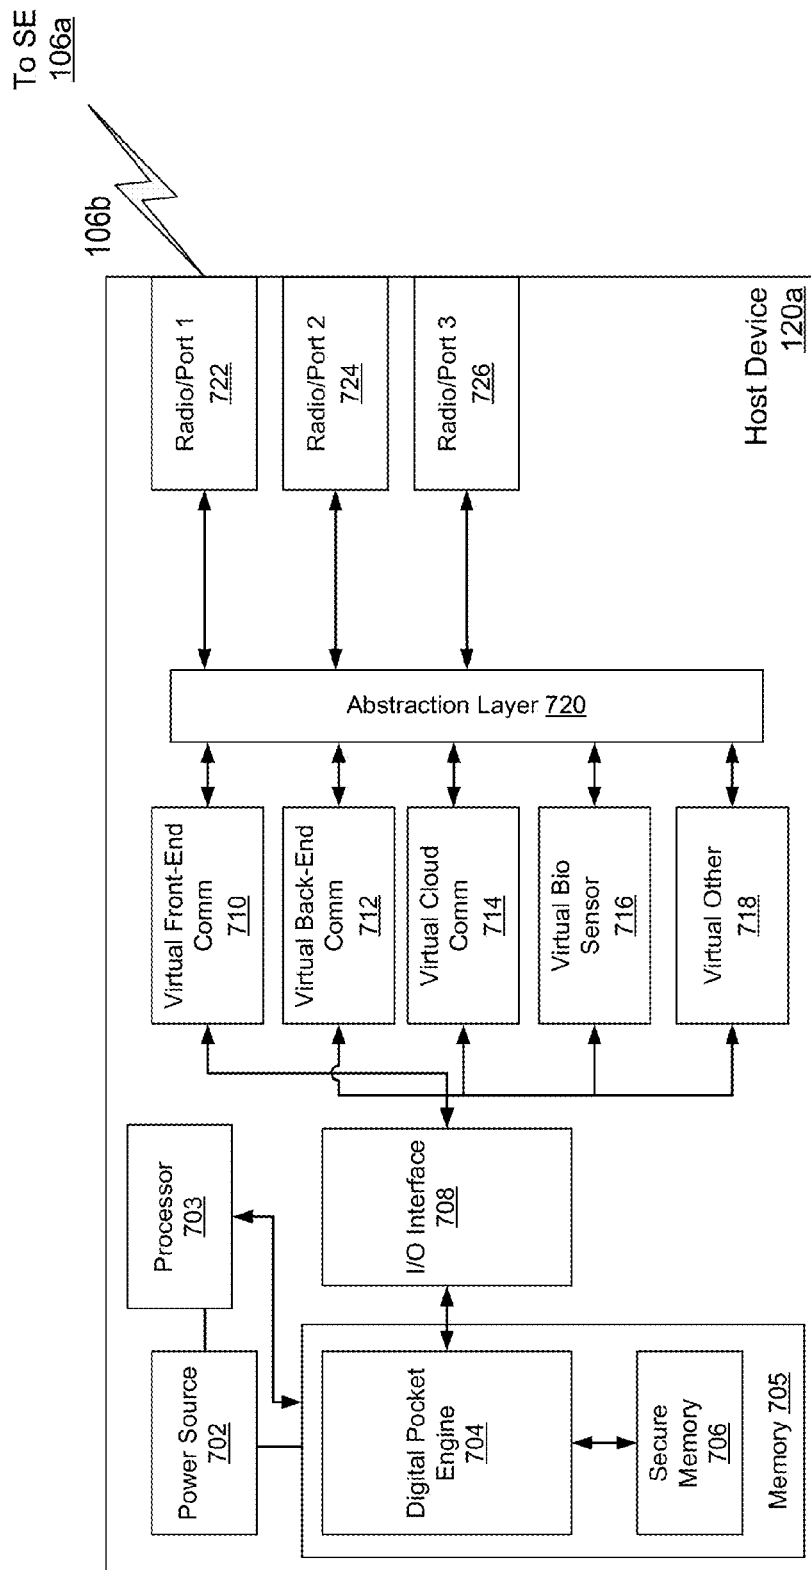 To SE
106a
106b
Power Source
702
Processor
703
Digital Pocket
Engine
704
Secure
Memory
706
Memory 705
I/O Interface
708
Virtual Front-End
Comm
710
Virtual Back-End
Comm
712
Virtual Cloud
Comm
714
Virtual Bio
Sensor
716
Virtual Other
718
Abstraction Layer 720
Radio/Port 1
722
Radio/Port 2
724
Radio/Port 3
726
Host Device
120a